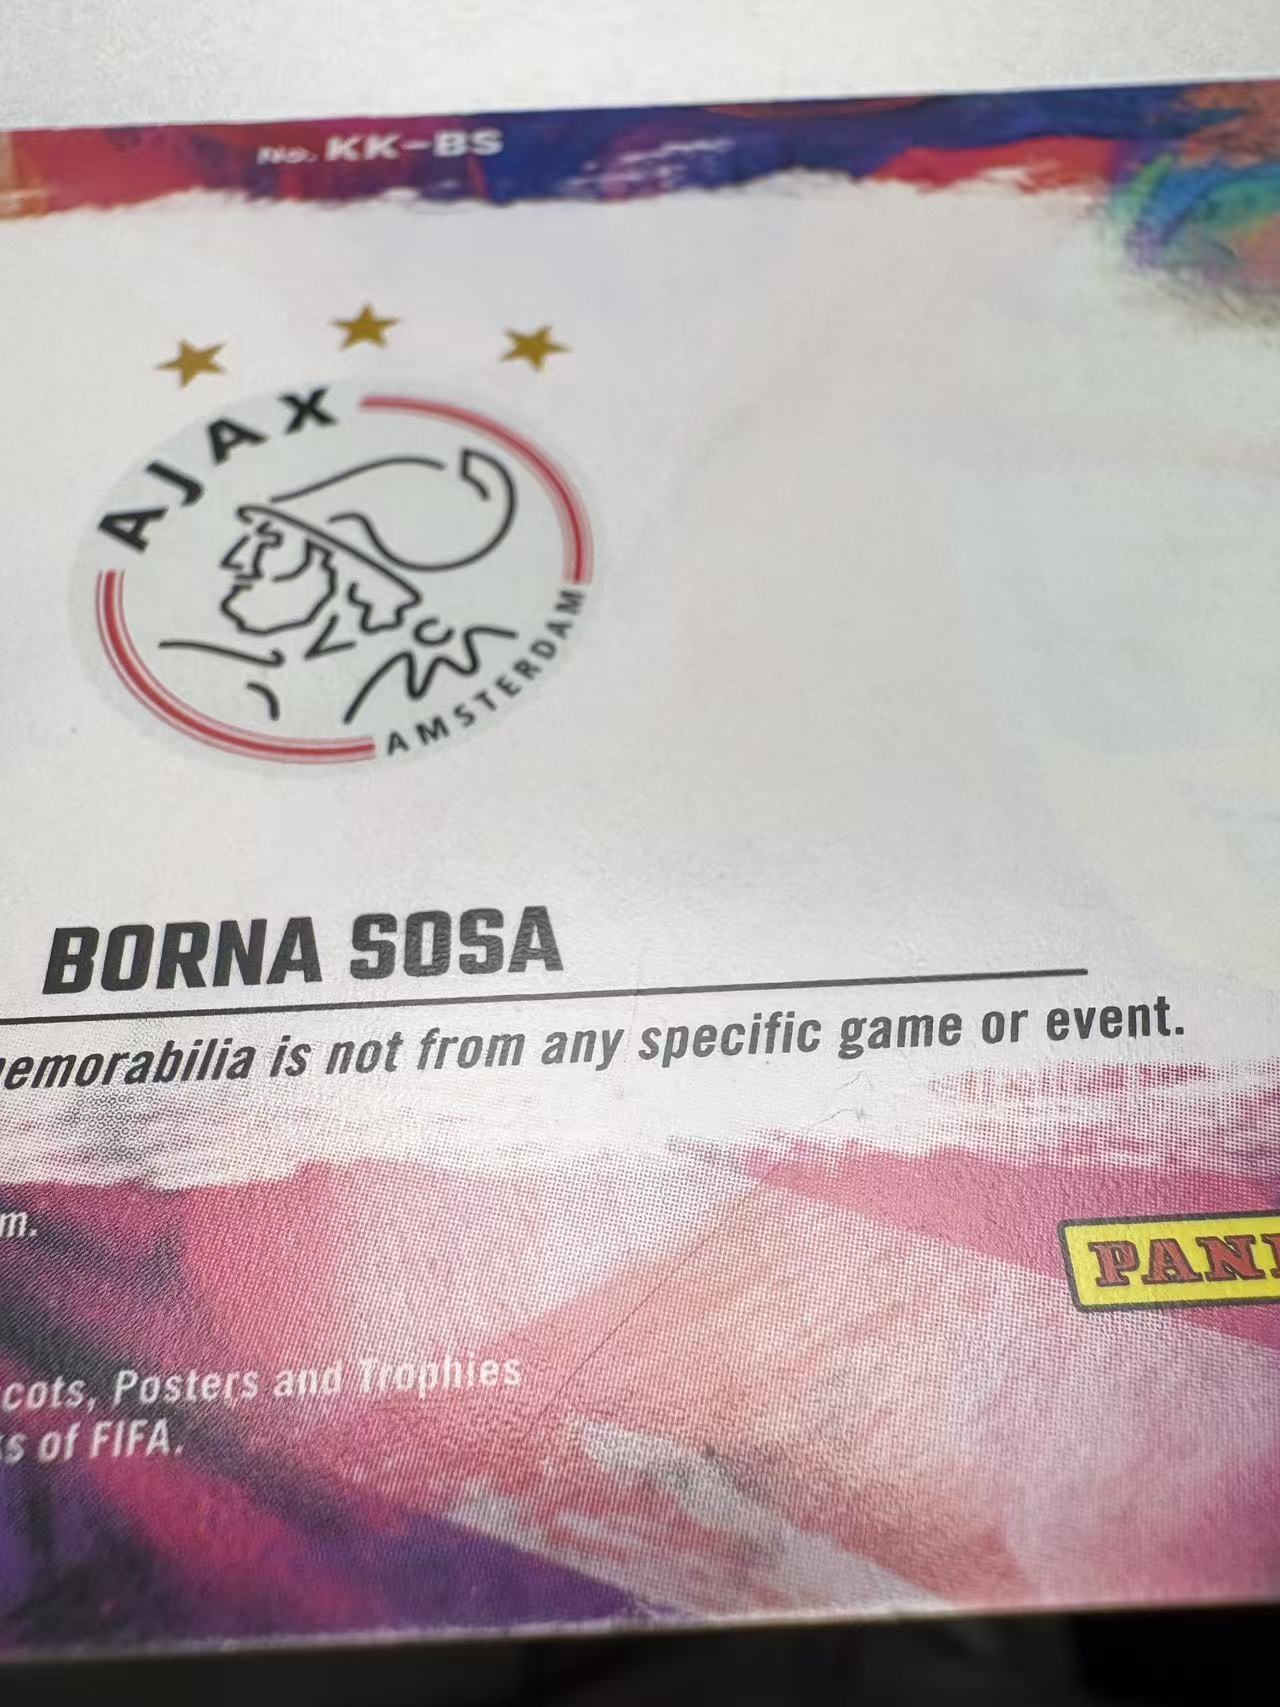 No. KK-BS
AJAX
AMSTERDAM
BORNA SOSA
emorabilia is not from any specific game or event.
m.
PANI
cots, Posters and Trophies
s of FIFA.